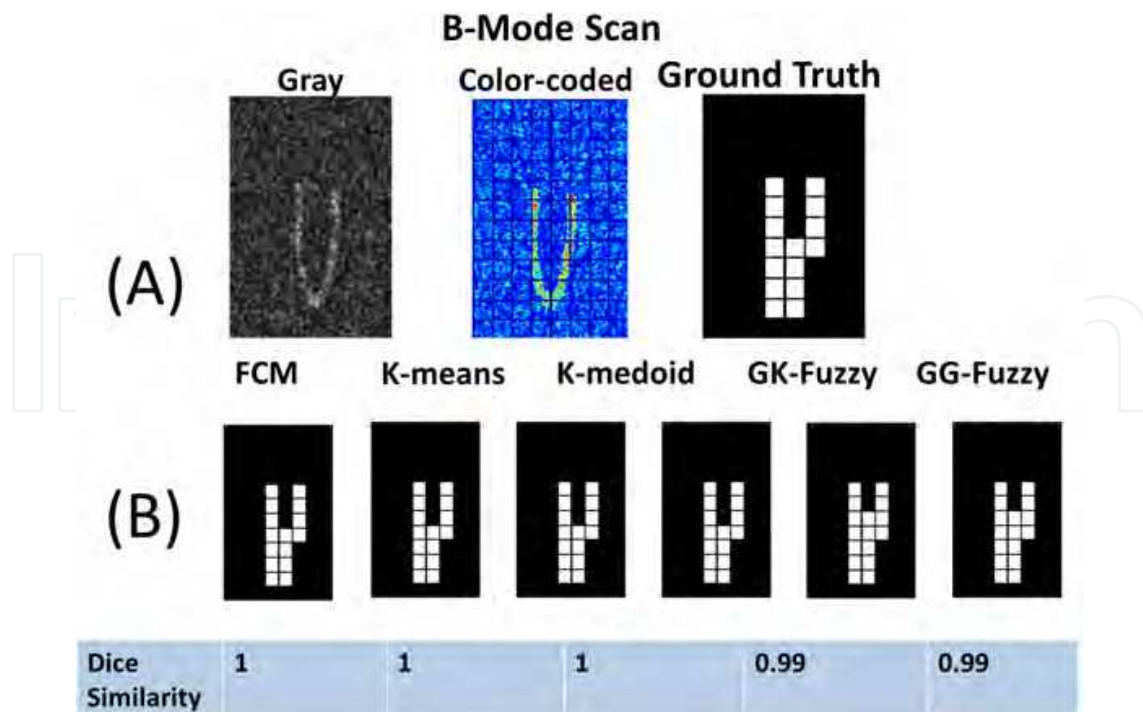 B-Mode Scan
Gray Color-coded Ground Truth
(A)
FCM K-means K-medoid GK-Fuzzy GG-Fuzzy
(B)
Dice 1 1 1 0.99 0.99
Similarity